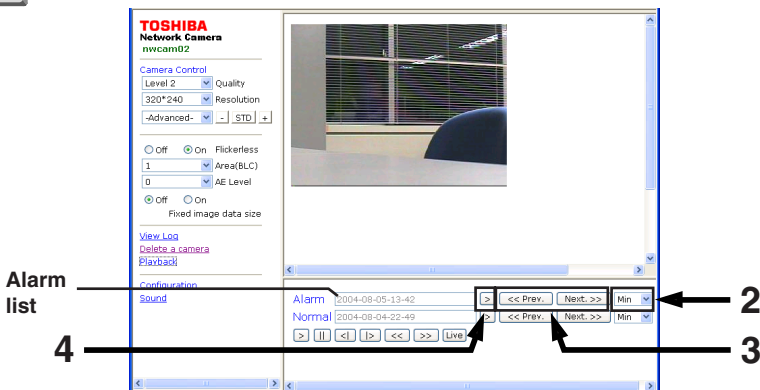 TOSHIBA
Network Camera
nwcam02
Camera Control
Level 2 Quality
320*240 Resolution
-Advanced- - STD +
Off On Flickerless
1 Area(BLC)
0 AE Level
Off On
Fixed image data size
View Log
Delete a camera
Playback
Configuration
Sound
Alarm list
Alarm 2004-08-05-13-42 > << Prev. Next. >> Min
Normal 2004-08-04-22-49 > << Prev. Next. >> Min
> || <| |> << >> Live
2
3
4